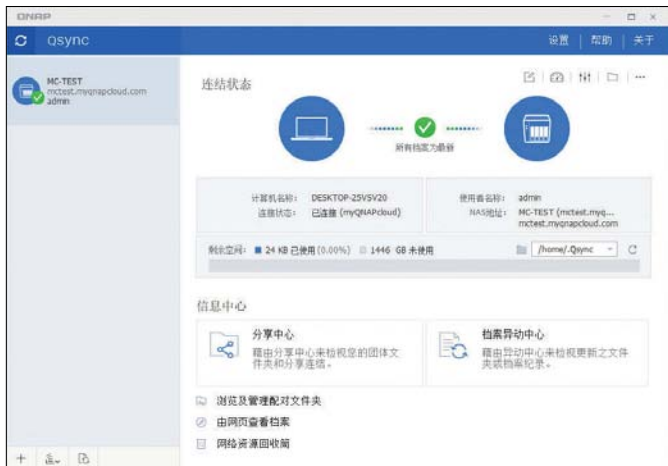 QNAP
Qsync
设置 | 帮助 | 关于
MC-TEST
mctest.myqnapcloud.com
admin
连结状态
所有档案为最新
计算机名称: DESKTOP-25VSV20
连接状态: 已连接 (myQNAPcloud)
使用者名称: admin
NAS地址: MC-TEST (mctest.myq...
mctest.myqnapcloud.com
剩余空间: 24 KB 已使用(0.00%) 1446 GB 未使用
/home/.Qsync
信息中心
分享中心
藉由分享中心来检视您的团体文
件夹和分享连结。
档案异动中心
藉由异动中心来检视更新之文件
夹或档案纪录。
浏览及管理配对文件夹
由网页查看档案
网络资源回收筒